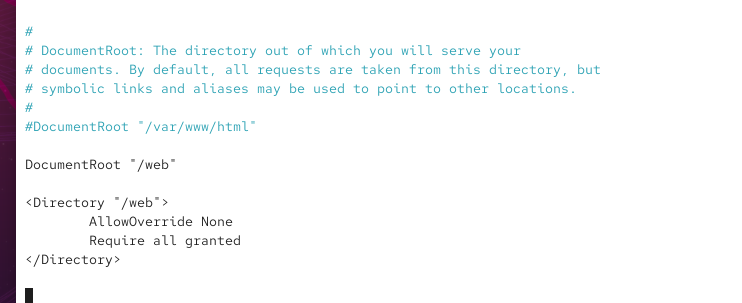 #
# DocumentRoot: The directory out of which you will serve your
# documents. By default, all requests are taken from this directory, but
# symbolic links and aliases may be used to point to other locations.
#
#DocumentRoot "/var/www/html"
DocumentRoot "/web"
<Directory "/web">
        AllowOverride None
        Require all granted
</Directory>